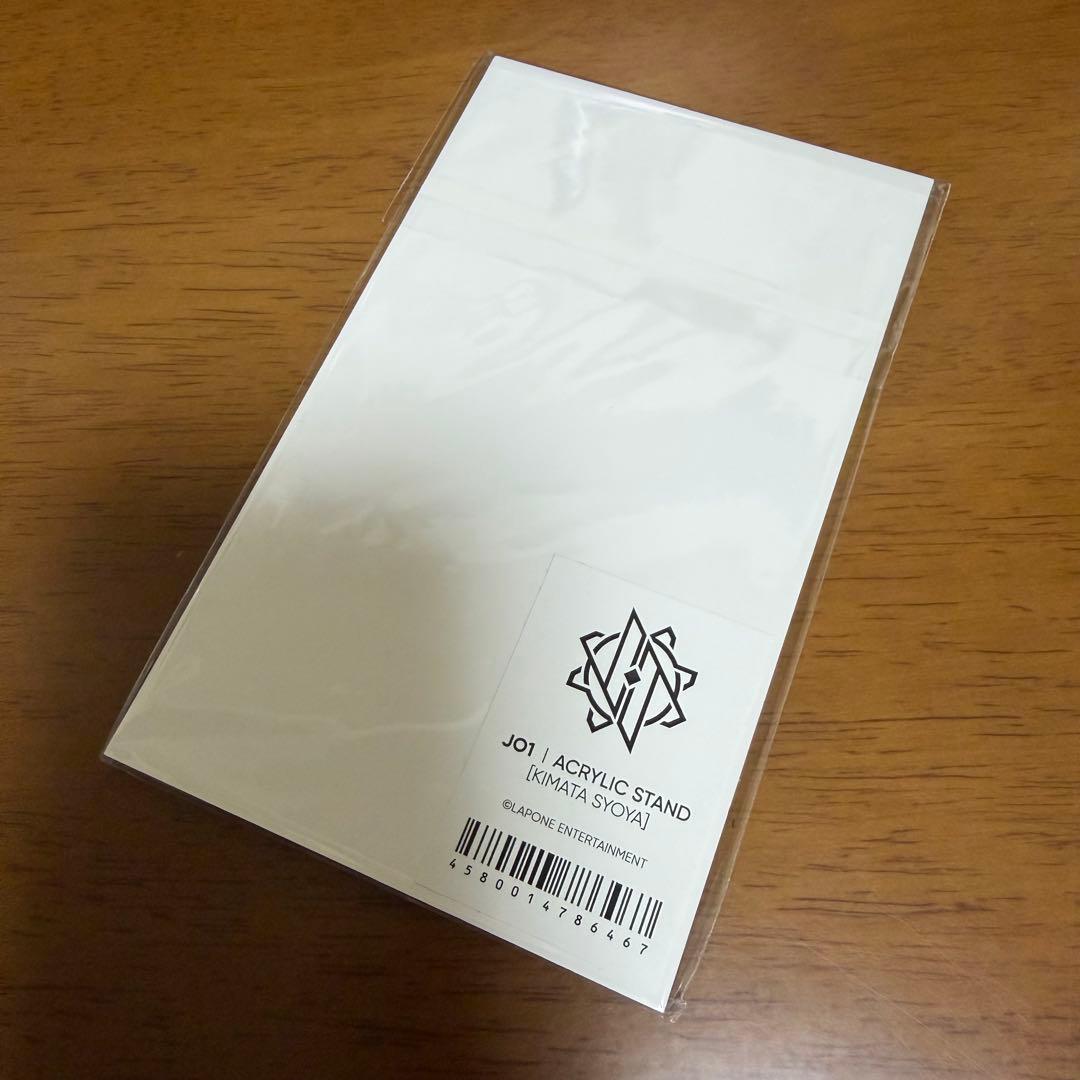 JO1 | ACRYLIC STAND
[KIMATA SYOYA]
©LAPONE ENTERTAINMENT
4580014786467